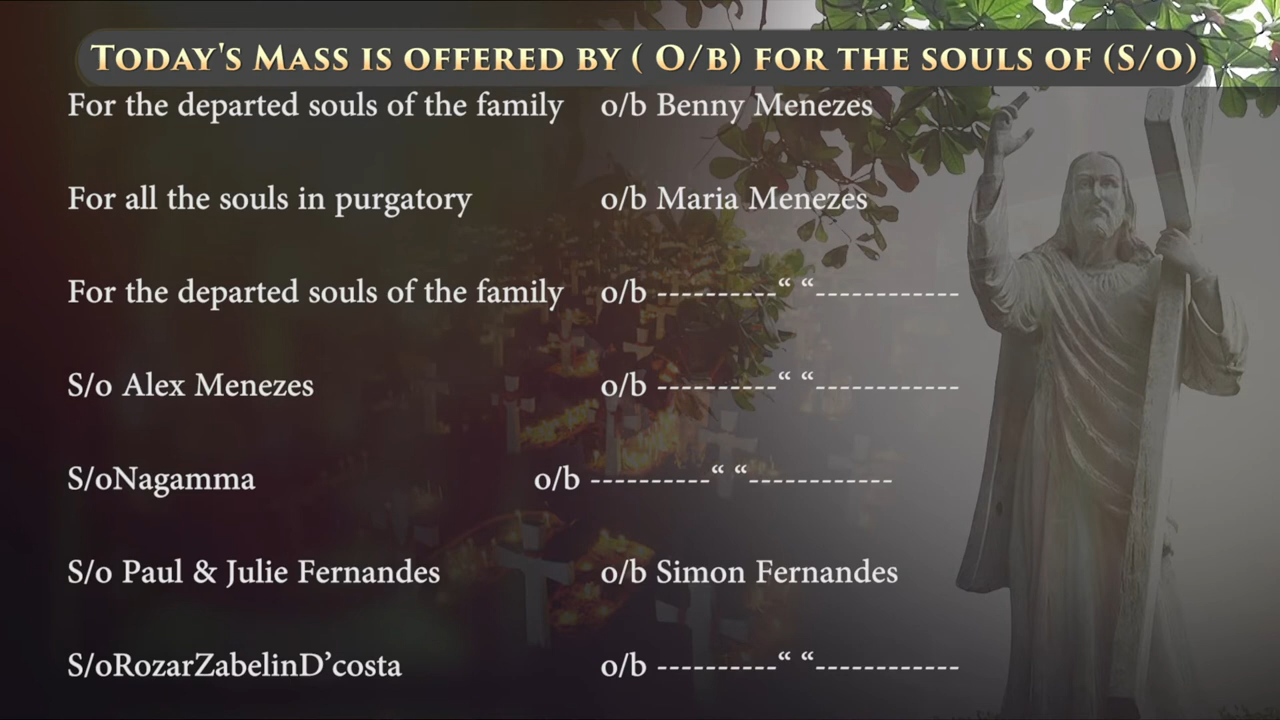 TODAY'S MASS IS OFFERED BY ( O/B) FOR THE SOULS OF (S/O)
For the departed souls of the family o/b Benny Menezes
For all the souls in purgatory o/b Maria Menezes
For the departed souls of the family o/b ----------“ “------------
S/o Alex Menezes o/b ----------“ “------------
S/oNagamma o/b ----------“ “------------
S/o Paul & Julie Fernandes o/b Simon Fernandes
S/oRozarZabelinD’costa o/b ----------“ “------------